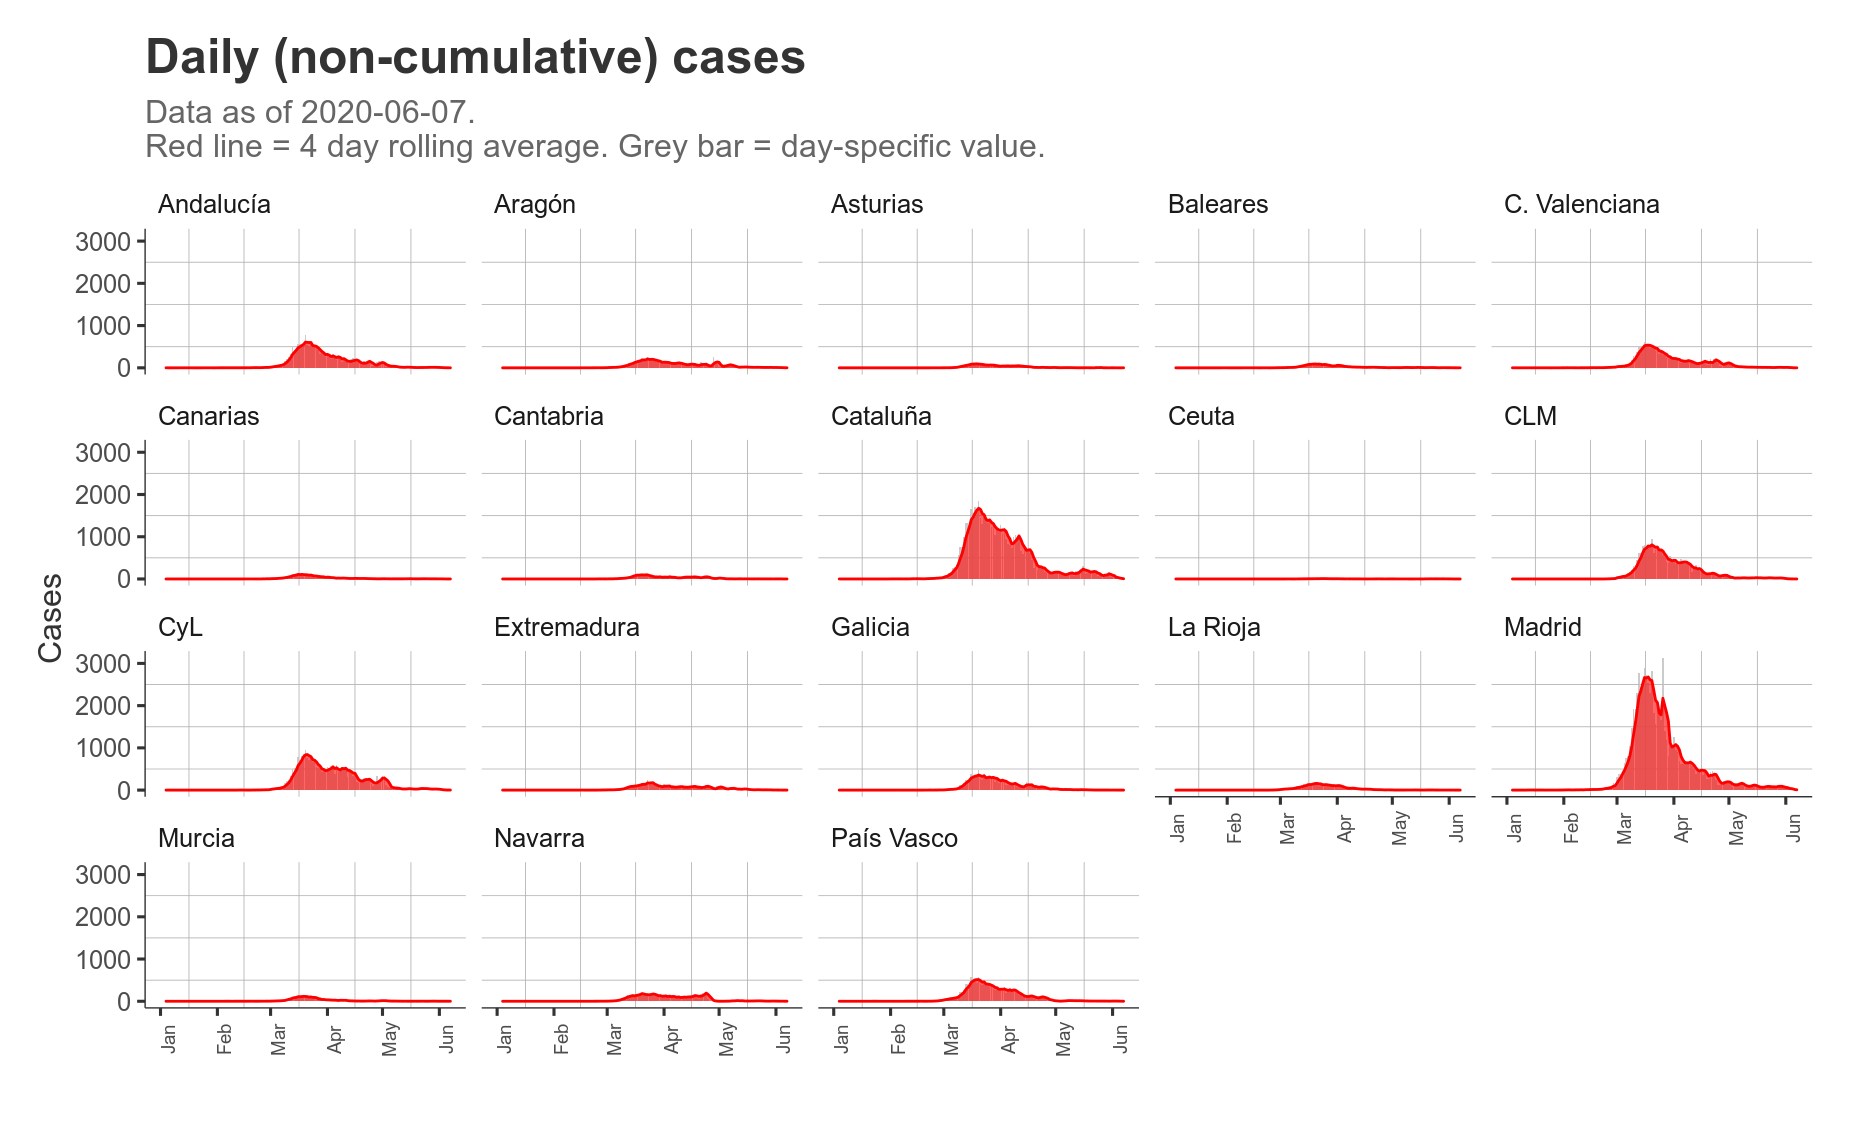 Daily (non-cumulative) cases
Data as of 2020-06-07.
Red line = 4 day rolling average. Grey bar = day-specific value.
Cases
Andalucía
Aragón
Asturias
Baleares
C. Valenciana
3000
2000
1000
0
Canarias
Cantabria
Cataluña
Ceuta
CLM
3000
2000
1000
0
CyL
Extremadura
Galicia
La Rioja
Madrid
3000
2000
1000
0
Jan Feb Mar Apr May Jun
Jan Feb Mar Apr May Jun
Murcia
Navarra
País Vasco
3000
2000
1000
0
Jan Feb Mar Apr May Jun
Jan Feb Mar Apr May Jun
Jan Feb Mar Apr May Jun